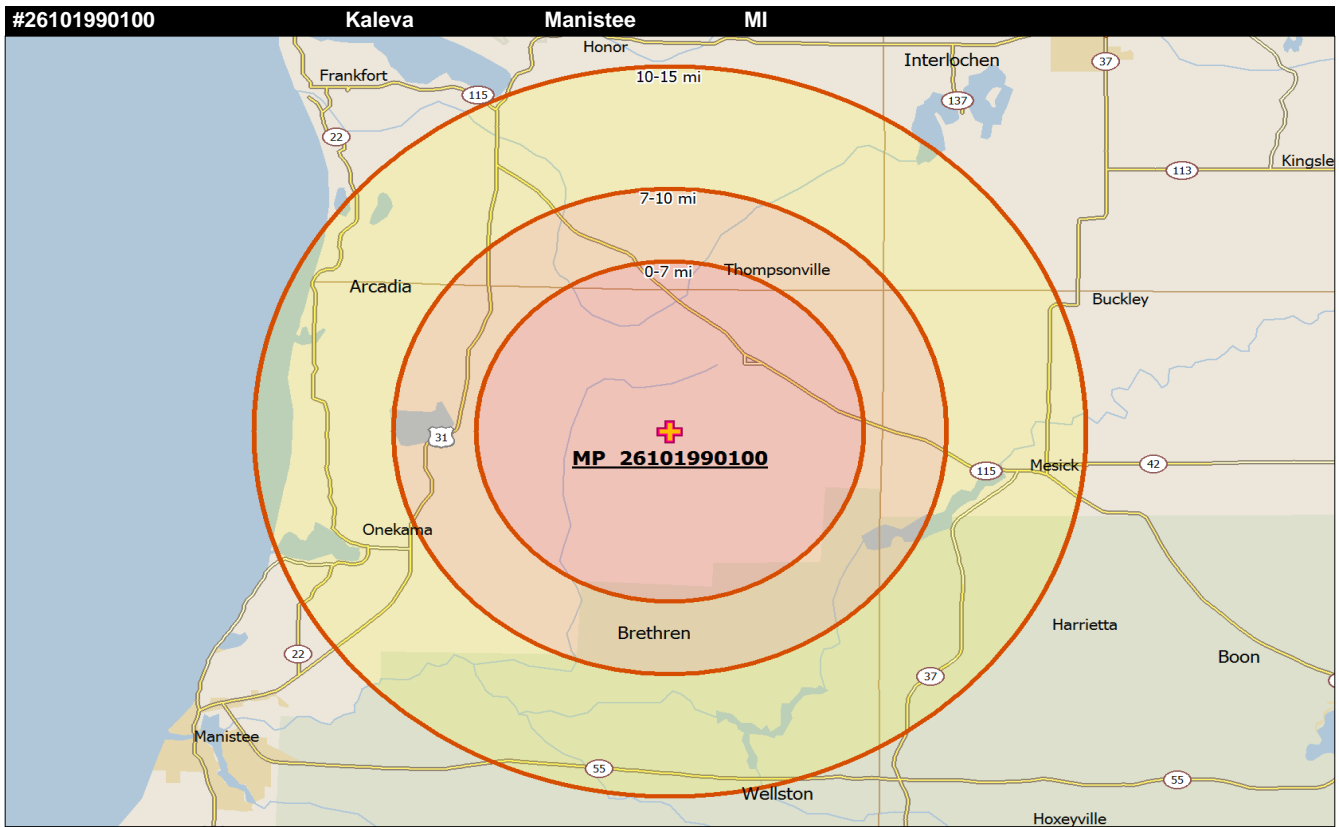 #26101990100 Kaleva Manistee MI
Honor
Interlochen
37
Frankfort
10-15 mi
115
137
22
Kingsle
113
7-10 mi
0-7 mi
Thompsonville
Arcadia
Buckley
31
MP 26101990100
115
Mesick
42
Onekama
Harrietta
Brethren
22
Boon
37
Manistee
55
Wellston
55
Hoxeyville